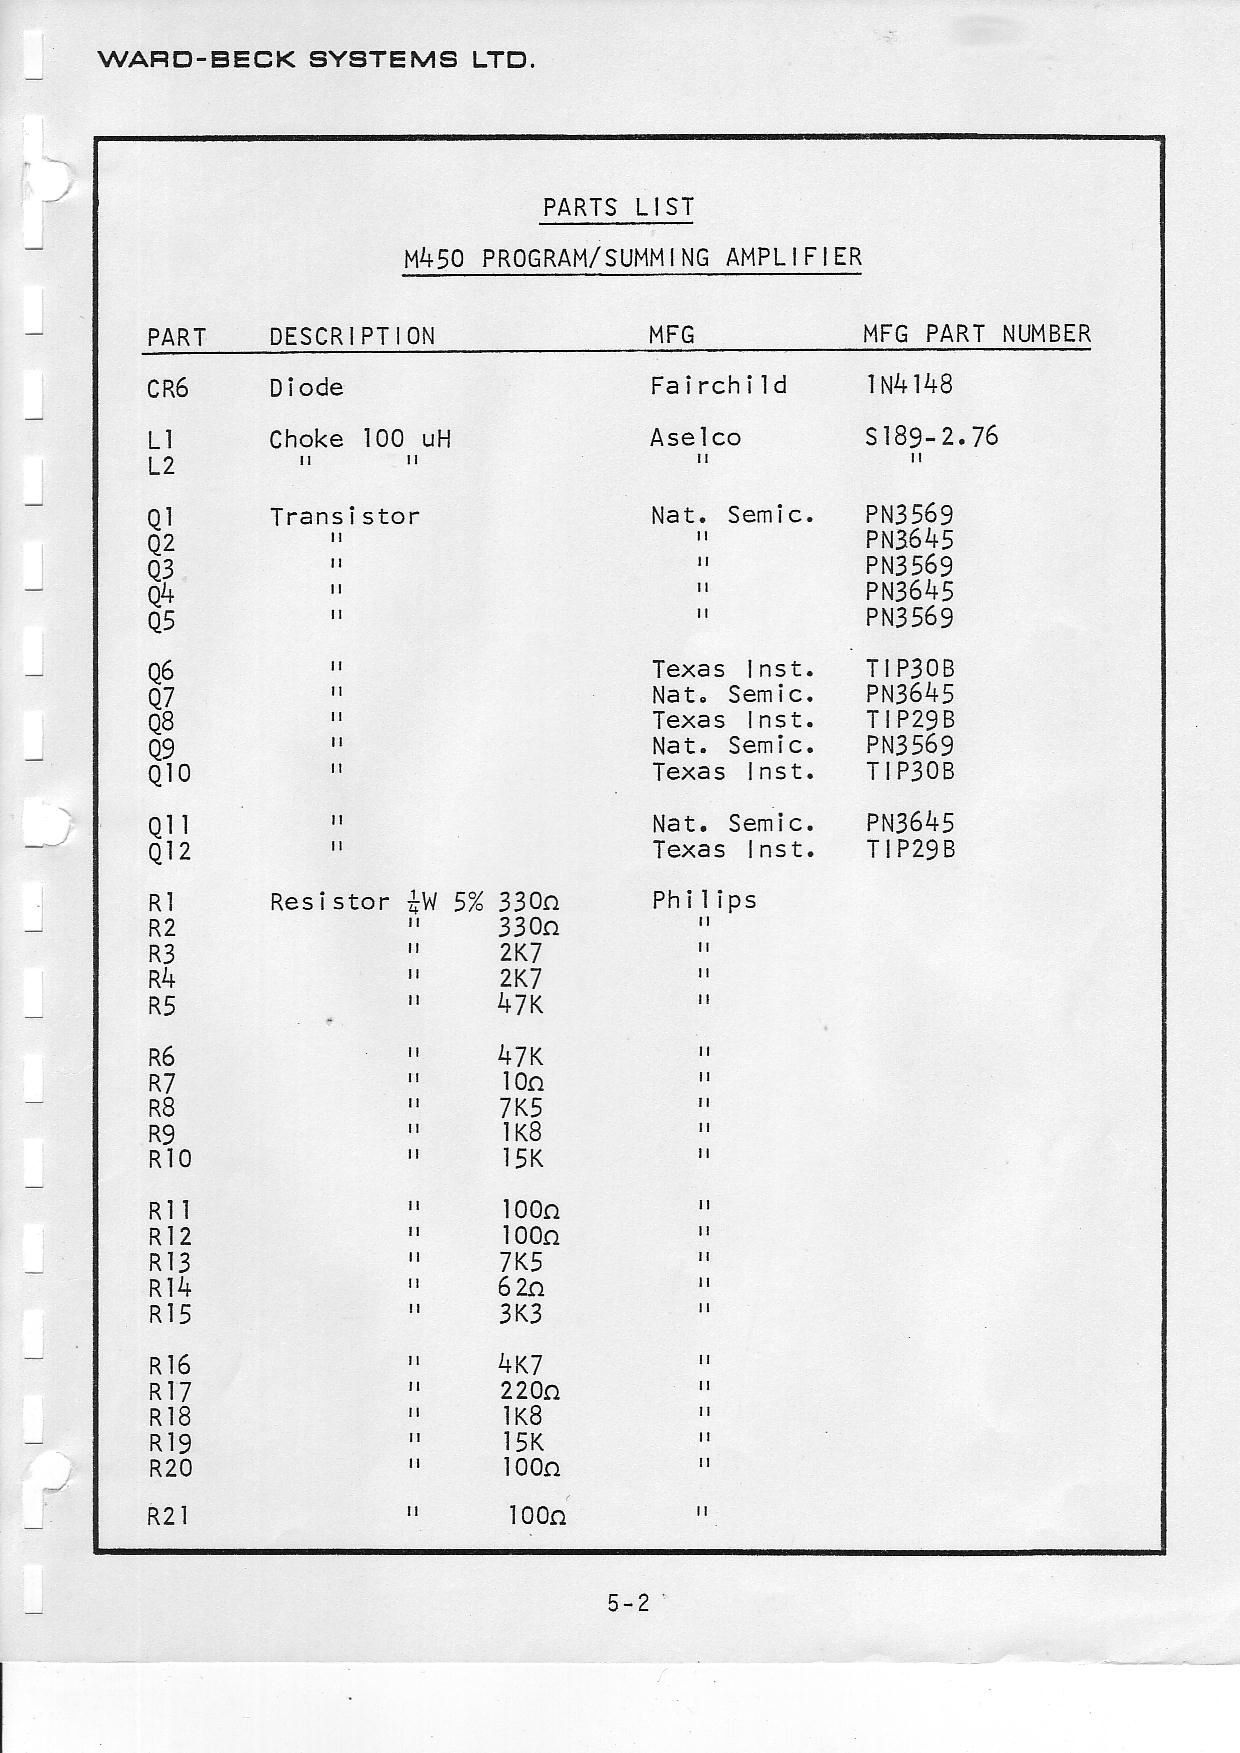 WARD-BECK SYSTEMS LTD.
PARTS LIST
M450 PROGRAM/SUMMING AMPLIFIER
PART DESCRIPTION MFG MFG PART NUMBER
CR6 Diode Fairchild 1N4148
L1 Choke 100 uH Aselco S189-2.76
L2 " " " "
Q1 Transistor Nat. Semic. PN3569
Q2 " " PN3645
Q3 " " PN3569
Q4 " " PN3645
Q5 " " PN3569
Q6 " Texas Inst. TIP30B
Q7 " Nat. Semic. PN3645
Q8 " Texas Inst. TIP29B
Q9 " Nat. Semic. PN3569
Q10 " Texas Inst. TIP30B
Q11 " Nat. Semic. PN3645
Q12 " Texas Inst. TIP29B
R1 Resistor ¼W 5% 330Ω Philips
R2 " 330Ω "
R3 " 2K7 "
R4 " 2K7 "
R5 " 47K "
R6 " 47K "
R7 " 10Ω "
R8 " 7K5 "
R9 " 1K8 "
R10 " 15K "
R11 " 100Ω "
R12 " 100Ω "
R13 " 7K5 "
R14 " 62Ω "
R15 " 3K3 "
R16 " 4K7 "
R17 " 220Ω "
R18 " 1K8 "
R19 " 15K "
R20 " 100Ω "
R21 " 100Ω "
5-2